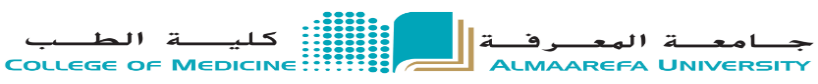 جامعة المعرفة
ALMAAREFA UNIVERSITY
كلية الطب
COLLEGE OF MEDICINE